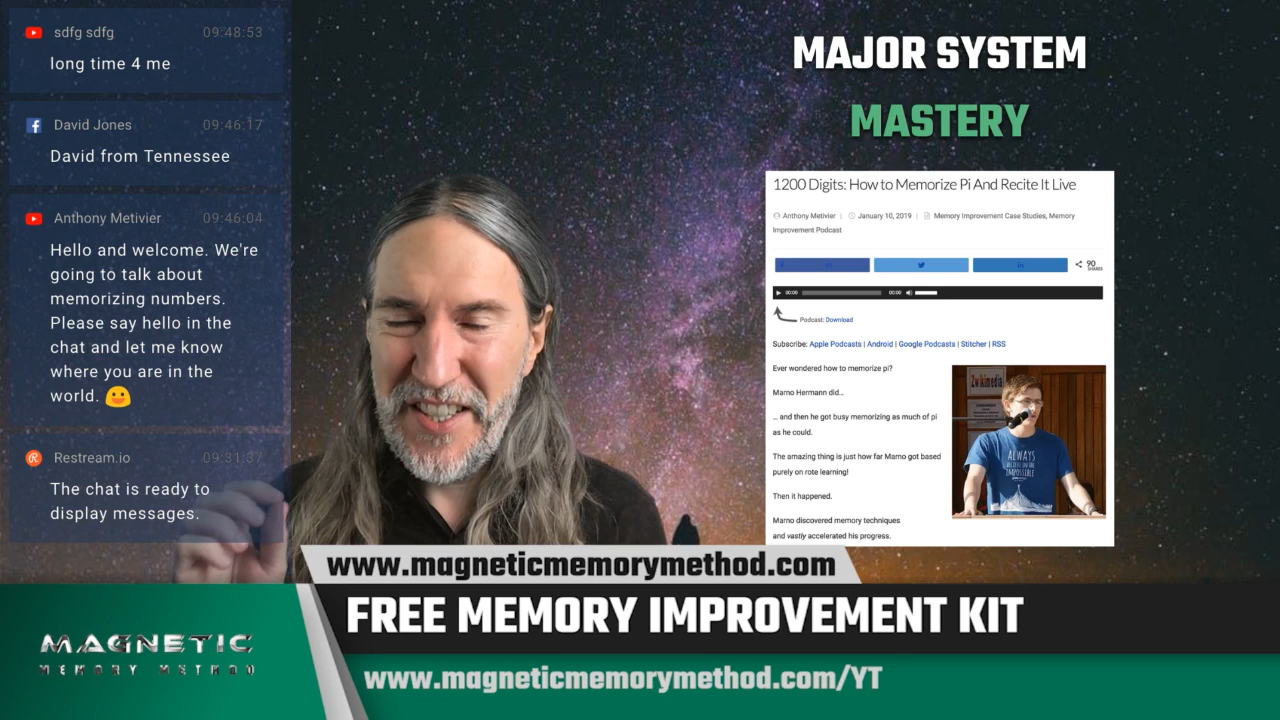 sdfg sdfg 09:48:53
long time 4 me
David Jones 09:46:17
David from Tennessee
Anthony Metivier 09:46:04
Hello and welcome. We're
going to talk about
memorizing numbers.
Please say hello in the
chat and let me know
where you are in the
world.
Restream.io 09:31:37
The chat is ready to
display messages.
MAJOR SYSTEM
MASTERY
1200 Digits: How to Memorize Pi And Recite It Live
Anthony Metivier | January 10, 2019 | Memory Improvement Case Studies, Memory
Improvement Podcast
90
SHARES
00:00 00:00
Podcast: Download
Subscribe: Apple Podcasts | Android | Google Podcasts | Stitcher | RSS
Ever wondered how to memorize pi?
Marno Hermann did...
... and then he got busy memorizing as much of pi
as he could.
The amazing thing is just how far Marno got based
purely on rote learning!
Then it happened.
Marno discovered memory techniques
and vastly accelerated his progress.
Zwikimedia
ALWAYS
IMPOSSIBLE
www.magneticmemorymethod.com
FREE MEMORY IMPROVEMENT KIT
www.magneticmemorymethod.com/YT
MAGNETIC
MEMORY METHOD